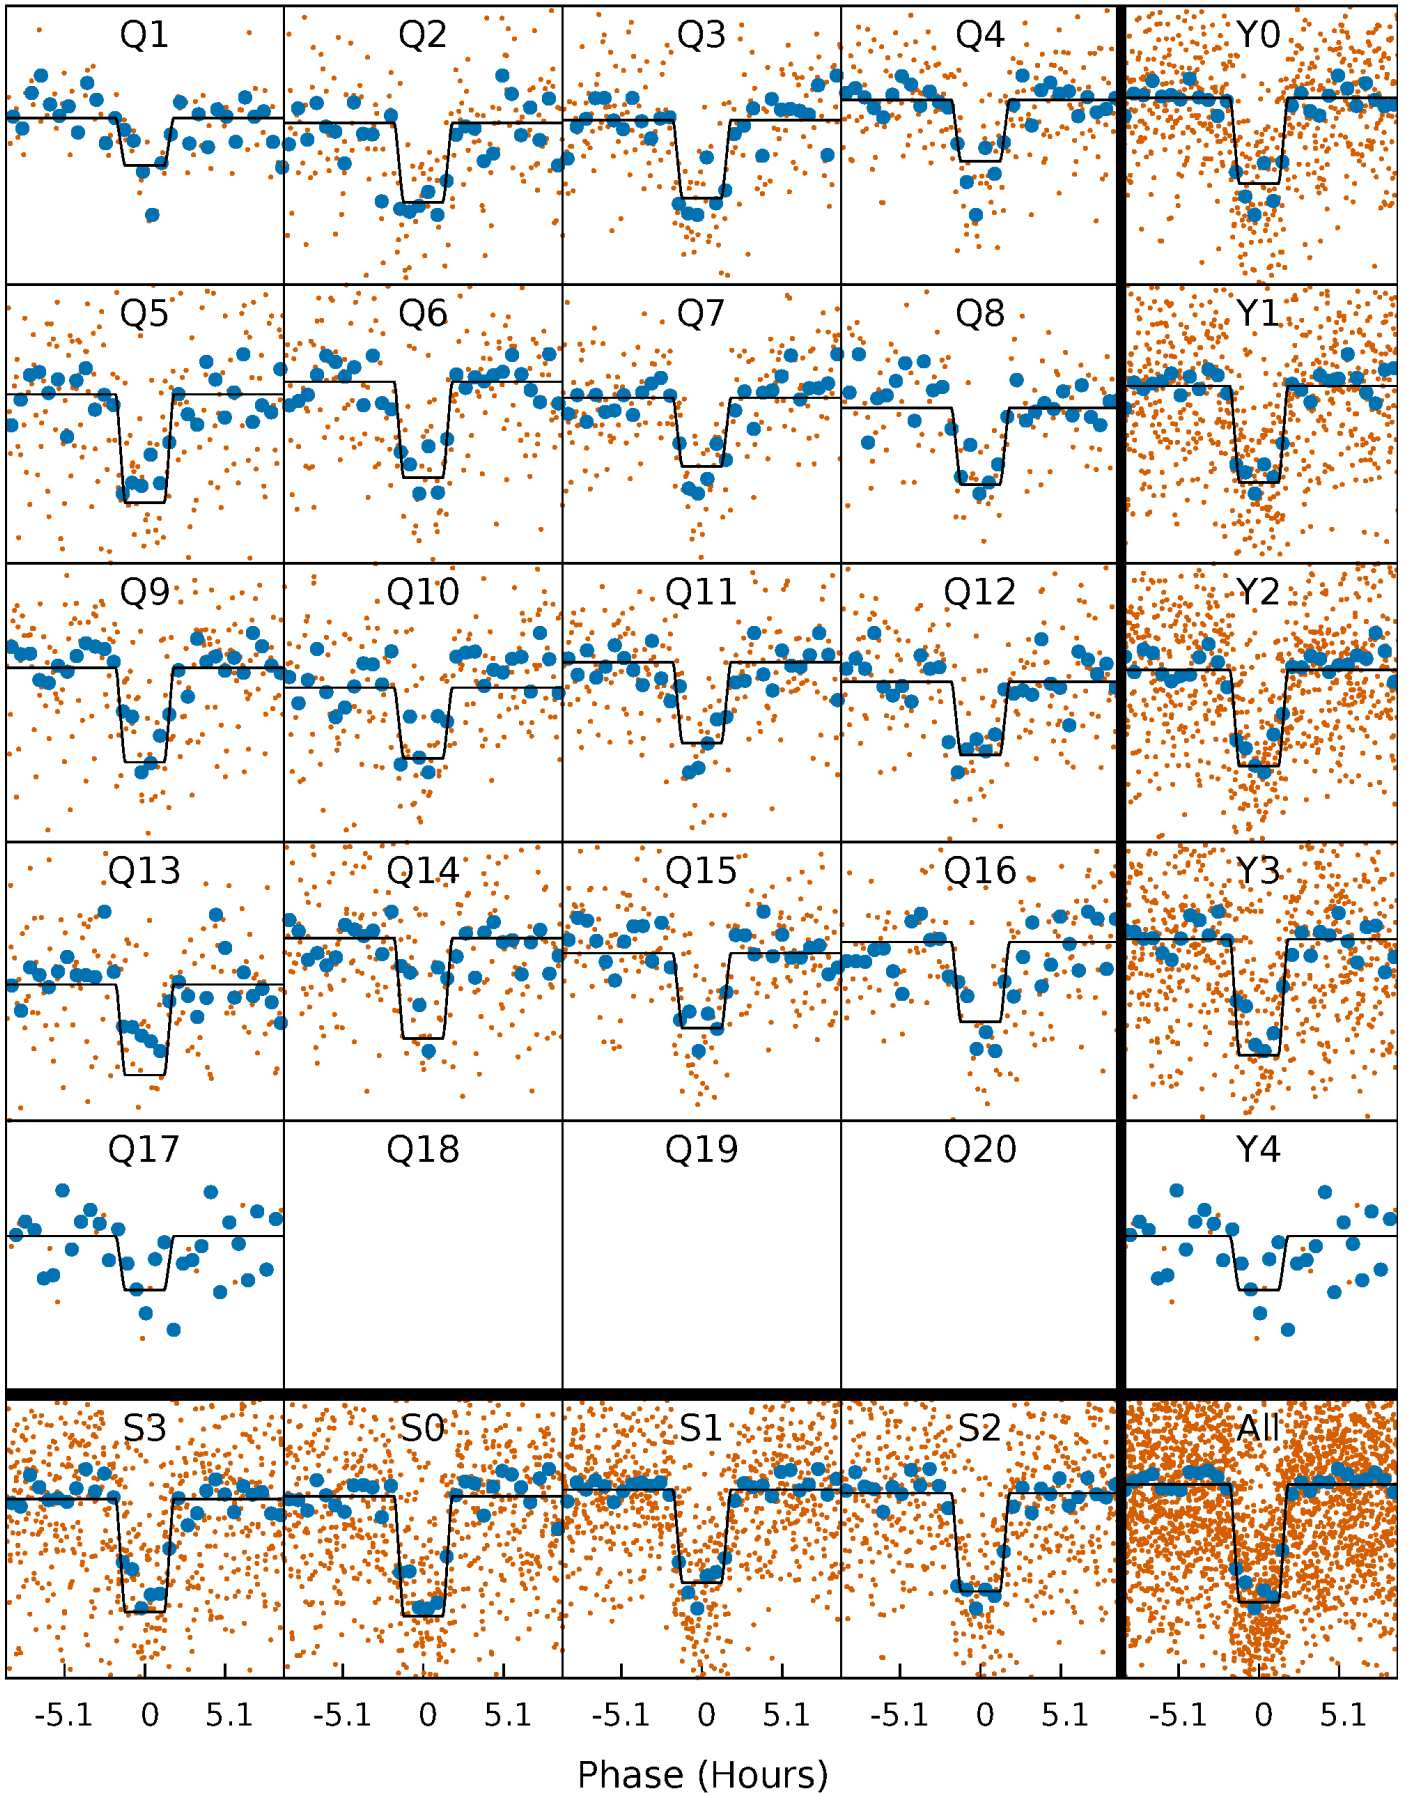 Q1 Q2 Q3 Q4 Y0
Q5 Q6 Q7 Q8 Y1
Q9 Q10 Q11 Q12 Y2
Q13 Q14 Q15 Q16 Y3
Q17 Q18 Q19 Q20 Y4
S3 S0 S1 S2 All
-5.1 0 5.1 -5.1 0 5.1 -5.1 0 5.1 -5.1 0 5.1 -5.1 0 5.1
Phase (Hours)